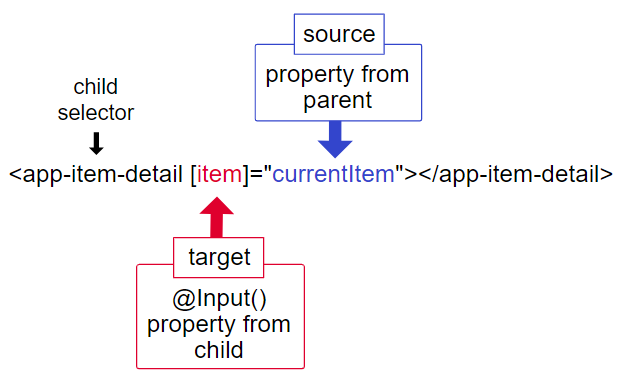 source
property from
parent
child
selector
<app-item-detail [item]="currentItem"></app-item-detail>
target
@Input()
property from
child